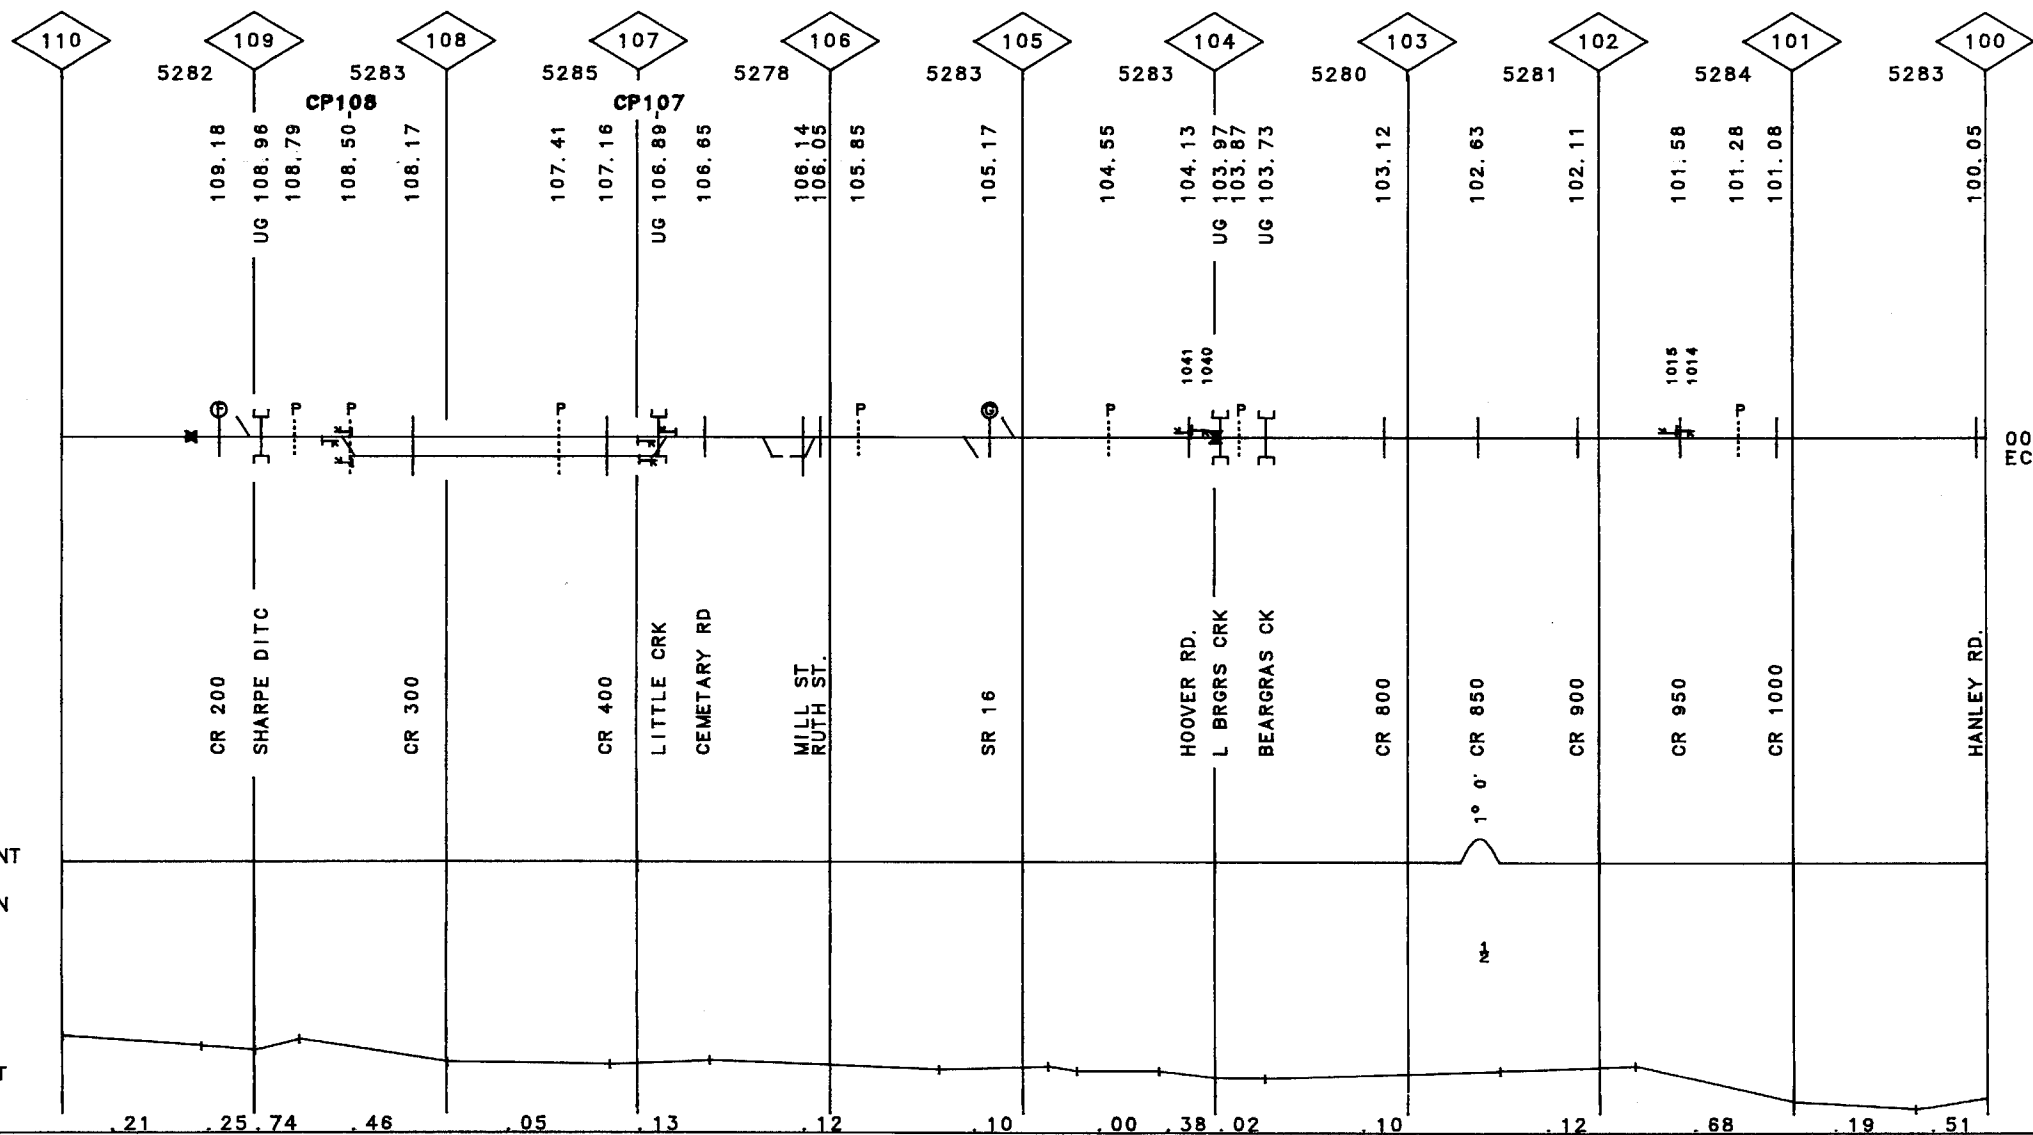 110 109 108 107 106 105 104 103 102 101 100
5282 5283 5285 5278 5283 5283 5280 5281 5284 5283
CP108 CP107
109.18
UG 108.96
108.79
108.50
108.17
107.41
107.16
UG 106.89
106.65
106.14
106.05
105.85
105.17
104.55
104.13
UG 103.97
103.87
UG 103.73
103.12
102.63
102.11
101.58
101.28
101.08
100.05
1041
1040
1015
1014
F P P P P G P P P
00
EC
CR 200
SHARPE DITC
CR 300
CR 400
LITTLE CRK
CEMETARY RD
MILL ST
RUTH ST.
SR 16
HOOVER RD.
L BRGRS CRK
BEARGRAS CK
CR 800
1° 0' CR 850
CR 900
CR 950
CR 1000
HANLEY RD.
NT
N
1/2
T
.21 .25 .74 .46 .05 .13 .12 .10 .00 .38 .02 .10 .12 .68 .19 .51